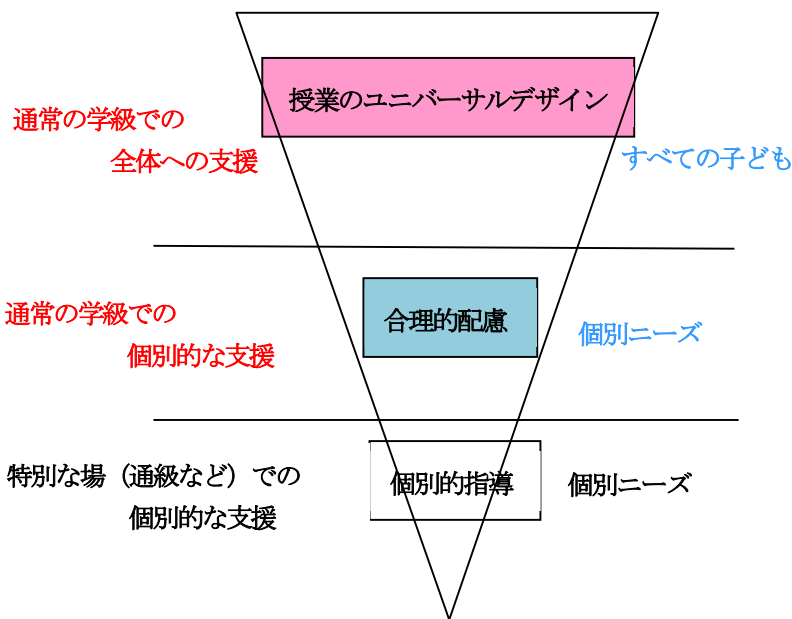 授業のユニバーサルデザイン
通常の学級での
全体への支援
すべての子ども
通常の学級での
個別的な支援
合理的配慮
個別ニーズ
特別な場（通級など）での
個別的な支援
個別的指導
個別ニーズ